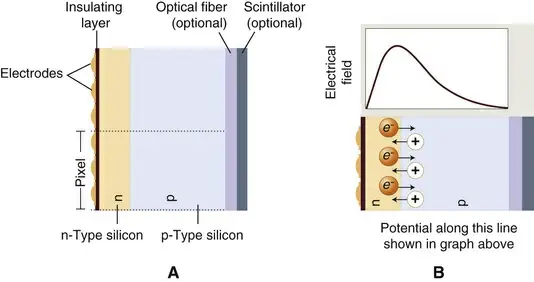 Insulating
layer
Optical fiber
(optional)
Scintillator
(optional)
Electrodes
Pixel
n
p
n-Type silicon
p-Type silicon
A
Electrical
field
e-
+
e-
+
e-
+
n
p
Potential along this line
shown in graph above
B